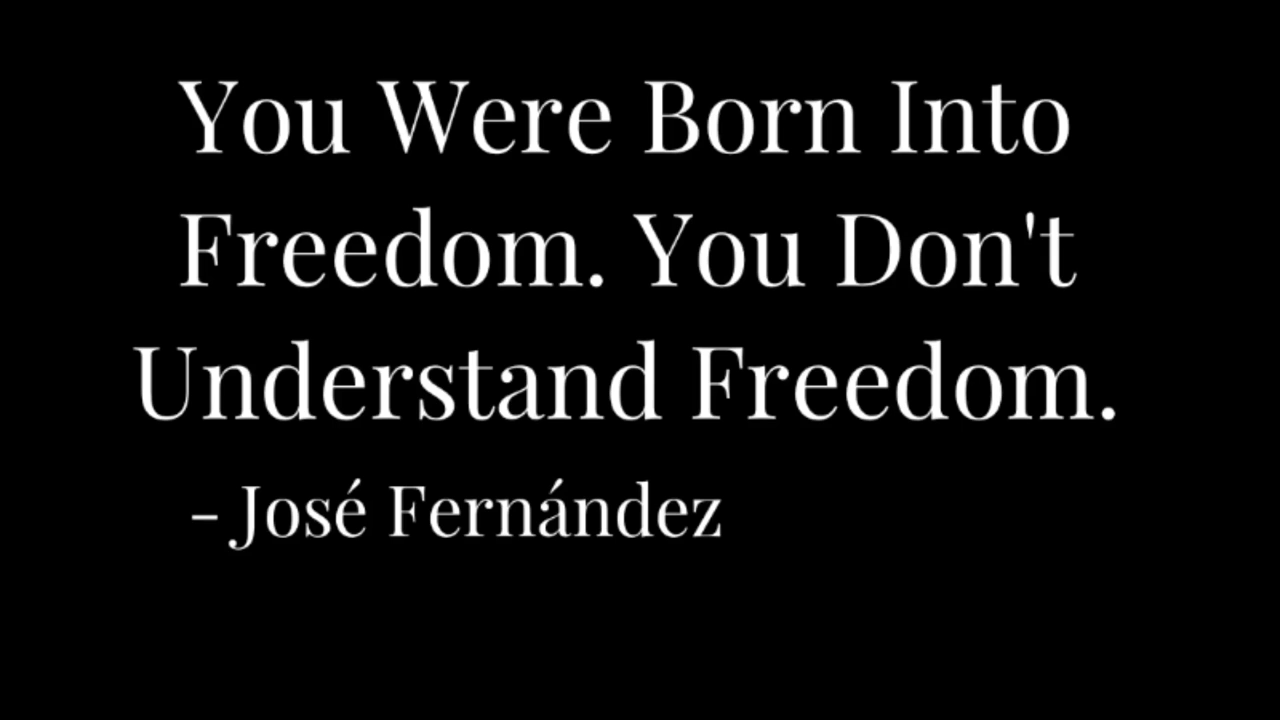 You Were Born Into
Freedom. You Don't
Understand Freedom.
- José Fernández